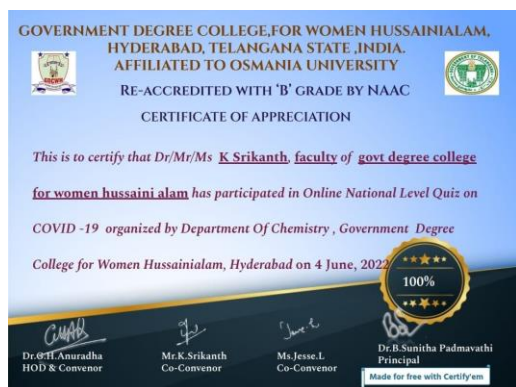 GOVERNMENT DEGREE COLLEGE,FOR WOMEN HUSSAINIALAM,
HYDERABAD, TELANGANA STATE ,INDIA.
AFFILIATED TO OSMANIA UNIVERSITY
RE-ACCREDITED WITH 'B' GRADE BY NAAC
CERTIFICATE OF APPRECIATION
This is to certify that Dr/Mr/Ms K Srikanth, faculty of govt degree college
for women hussaini alam has participated in Online National Level Quiz on
COVID -19 organized by Department Of Chemistry , Government Degree
College for Women Hussainialam, Hyderabad on 4 June, 2022
100%
Dr.G.H.Anuradha
HOD & Convenor
Mr.K.Srikanth
Co-Convenor
Ms.Jesse.L
Co-Convenor
Dr.B.Sunitha Padmavathi
Principal
Made for free with Certify'em